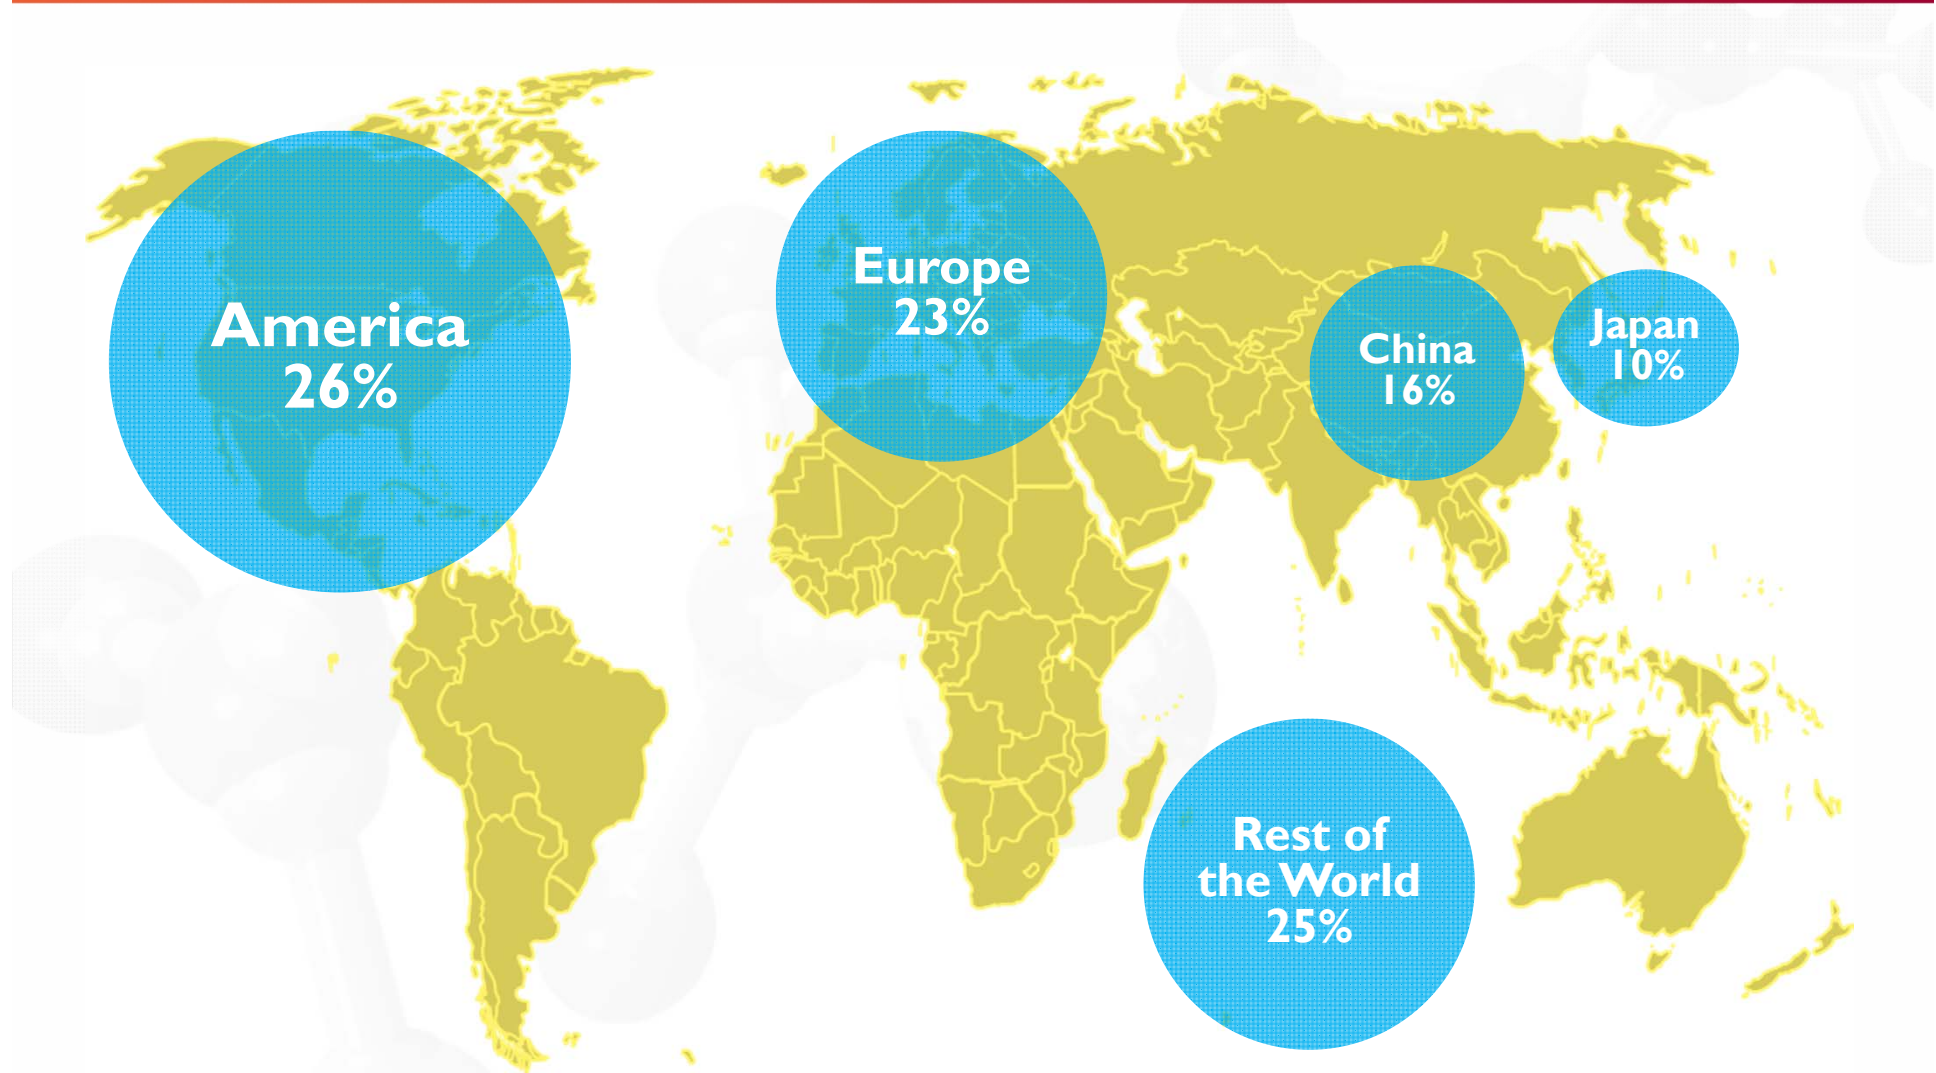 America
26%
Europe
23%
China
16%
Japan
10%
Rest of
the World
25%